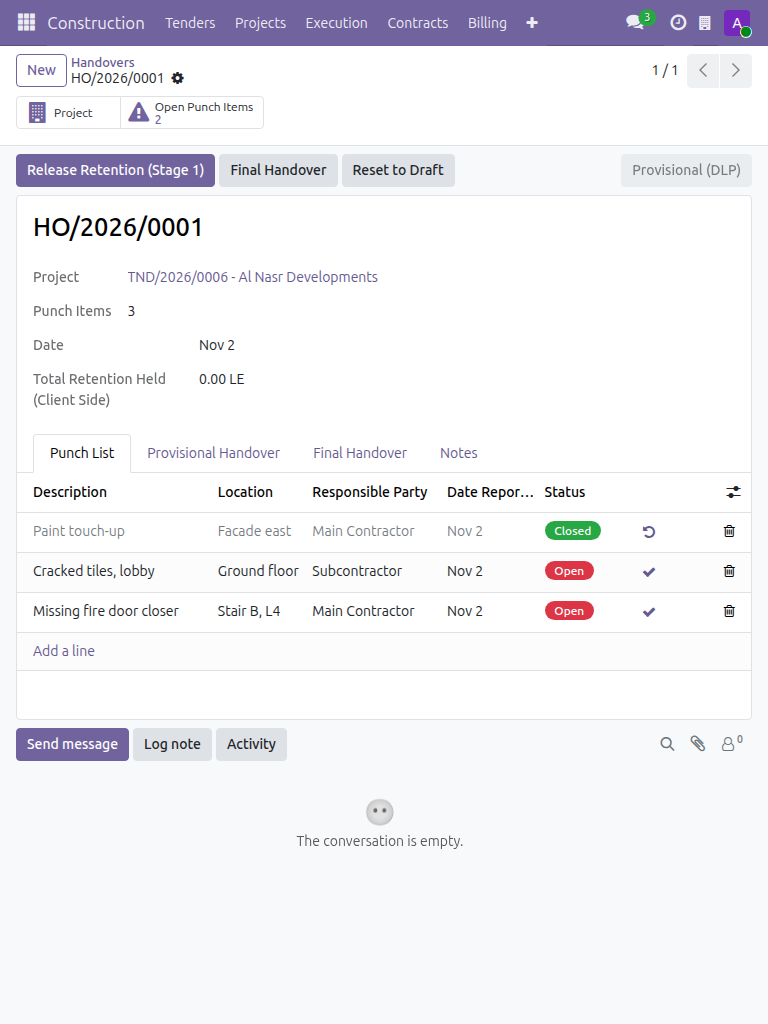 Construction Tenders Projects Execution Contracts Billing 3 A
New Handovers
HO/2026/0001 1 / 1
Project Open Punch Items
2
Release Retention (Stage 1) Final Handover Reset to Draft Provisional (DLP)
HO/2026/0001
Project TND/2026/0006 - Al Nasr Developments
Punch Items 3
Date Nov 2
Total Retention Held 0.00 LE
(Client Side)
Punch List Provisional Handover Final Handover Notes
Description Location Responsible Party Date Repor... Status
Paint touch-up Facade east Main Contractor Nov 2 Closed
Cracked tiles, lobby Ground floor Subcontractor Nov 2 Open
Missing fire door closer Stair B, L4 Main Contractor Nov 2 Open
Add a line
Send message Log note Activity 0
The conversation is empty.